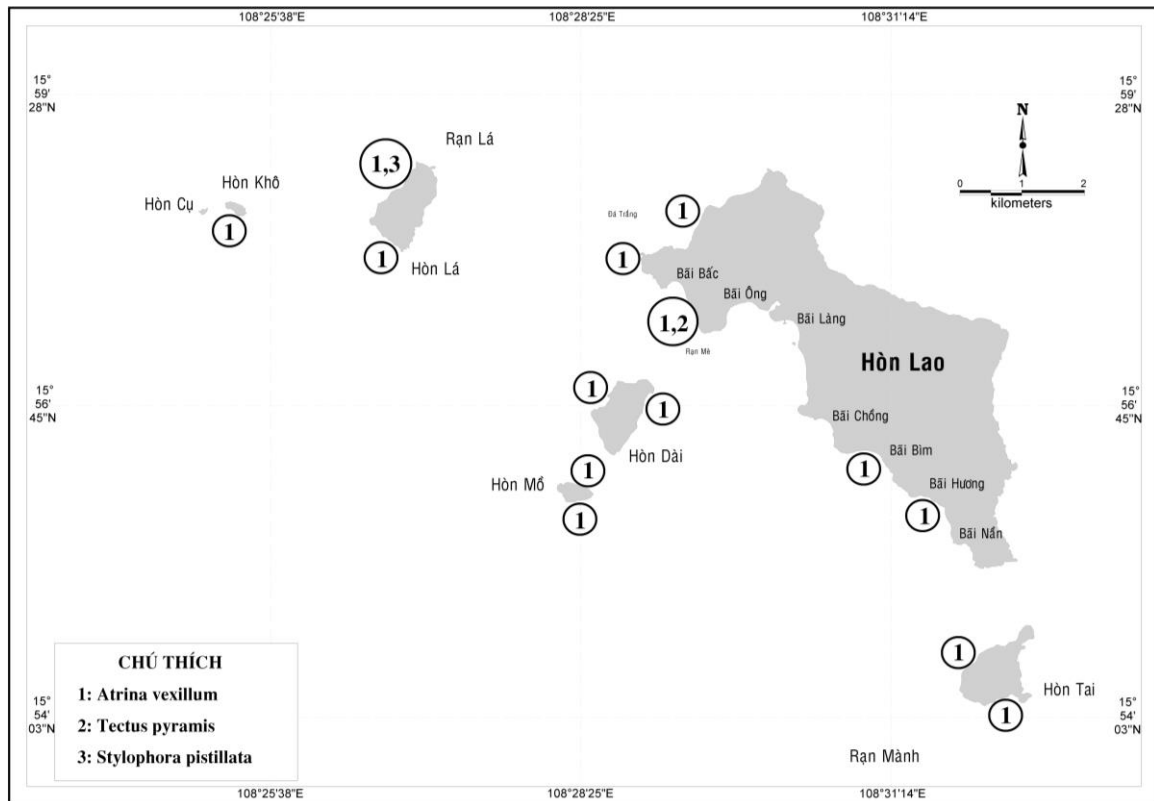 108°25'38"E 108°28'25"E 108°31'14"E
15°
59'
28"N
15°
59'
28"N
N
0 1 2
kilometers
Rạn Lá
1,3
Hòn Khô
Hòn Cụ
1
1
Hòn Lá
Đá Trắng
1
1
Bãi Bấc
Bãi Ông
Bãi Làng
1,2
Rạn Mè
Hòn Lao
15°
56'
45"N
15°
56'
45"N
1
1
Hòn Dài
Bãi Chồng
Bãi Bìm
1
Bãi Hương
1
Bãi Nần
1
Hòn Mồ
1
1
Hòn Tai
1
Rạn Mành
15°
54'
03"N
15°
54'
03"N
CHÚ THÍCH
1: Atrina vexillum
2: Tectus pyramis
3: Stylophora pistillata
108°25'38"E 108°28'25"E 108°31'14"E